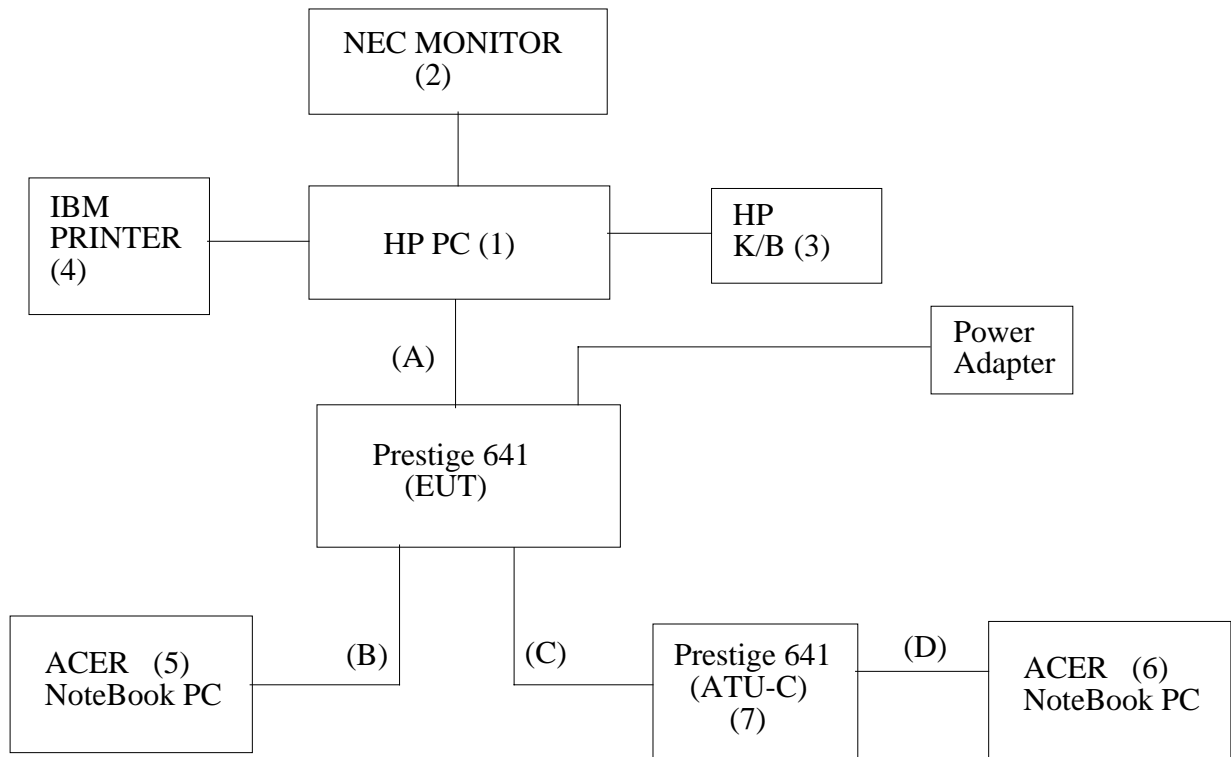 NEC MONITOR
(2)
IBM
PRINTER
(4)
HP PC (1)
HP
K/B (3)
(A)
Power
Adapter
Prestige 641
(EUT)
ACER (5)
NoteBook PC
(B)
(C)
Prestige 641
(ATU-C)
(7)
(D)
ACER (6)
NoteBook PC